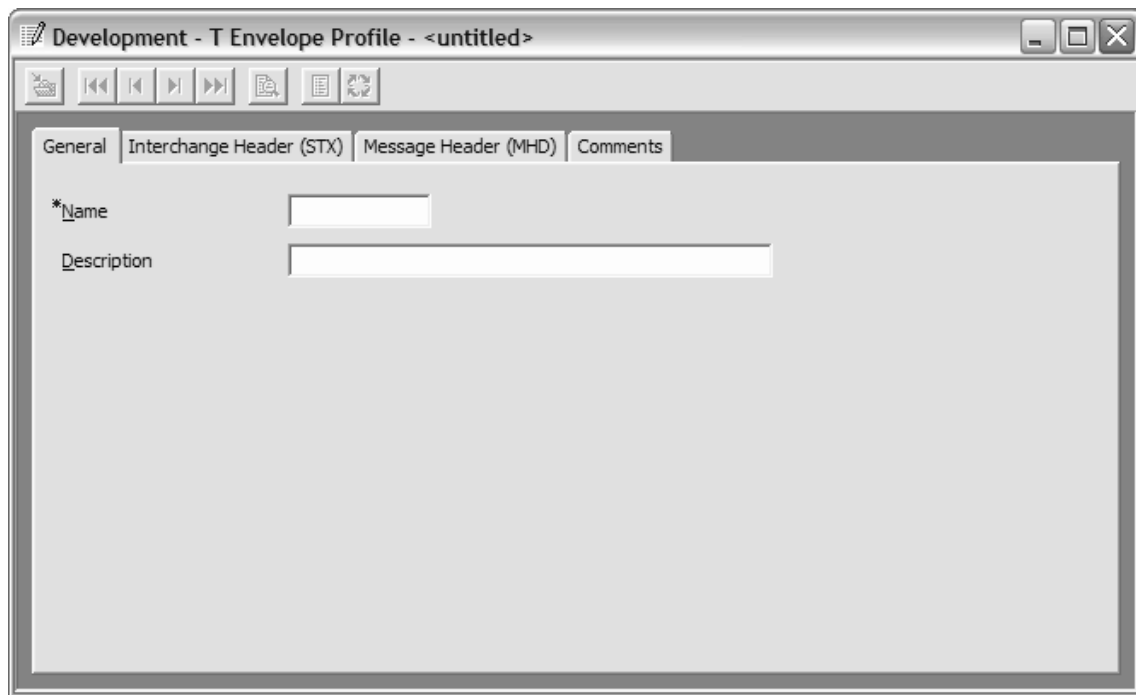 Development - T Envelope Profile - <untitled>
General Interchange Header (STX) Message Header (MHD) Comments
*Name
Description